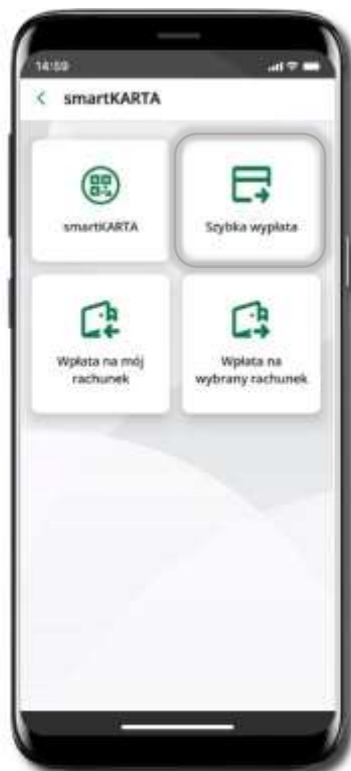 14:59
smartKARTA
smartKARTA
Szybka wypłata
Wpłata na mój
rachunek
Wpłata na
wybrany rachunek